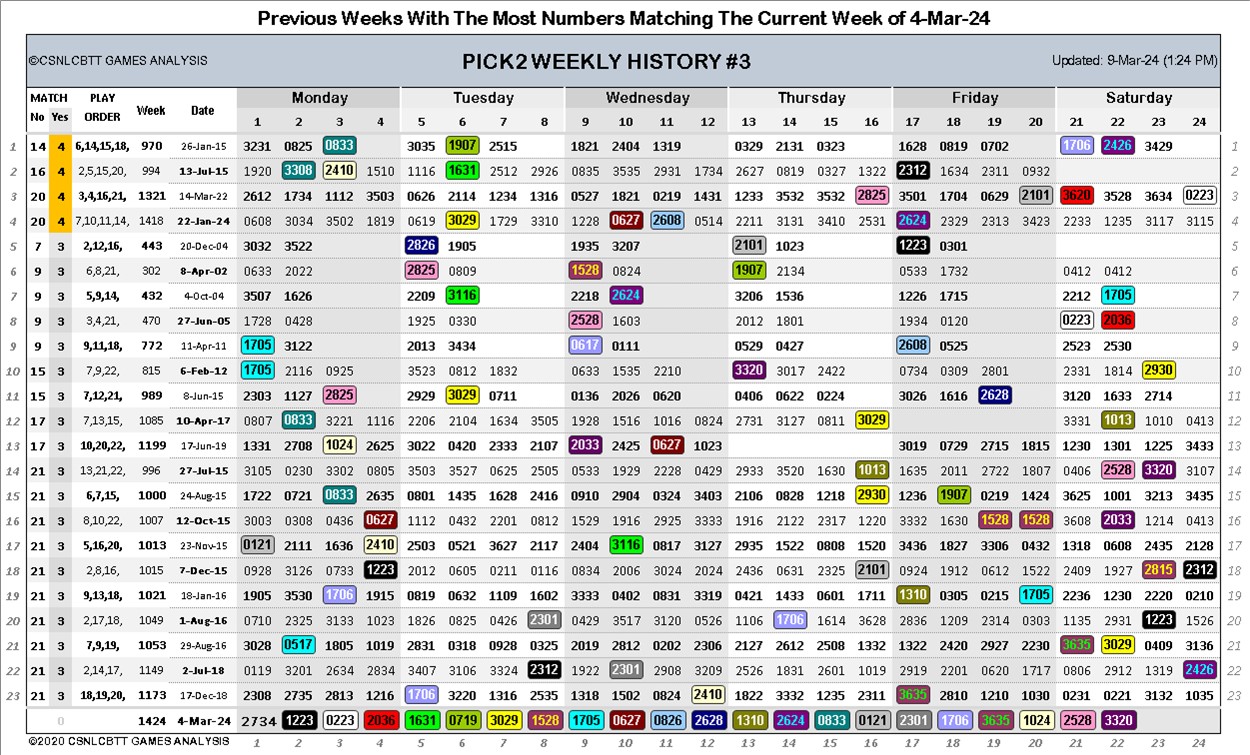 Previous Weeks With The Most Numbers Matching The Current Week of 4-Mar-24
©CSNLCBTT GAMES ANALYSIS PICK2 WEEKLY HISTORY #3 Updated: 9-Mar-24 (1:24 PM)
MATCH PLAY Week Date Monday Tuesday Wednesday Thursday Friday Saturday
No Yes ORDER 1 2 3 4 5 6 7 8 9 10 11 12 13 14 15 16 17 18 19 20 21 22 23 24
1 14 4 6,14,15,18, 970 26-Jan-15 3231 0825 0833 3035 1907 2515 1821 2404 1319 0329 2131 0323 1628 0819 0702 1706 2426 3429 1
2 16 4 2,5,15,20, 994 13-Jul-15 1920 3308 2410 1510 1116 1631 2512 2926 0835 3535 2931 1734 2627 0819 0327 1322 2312 1634 2311 0932 2
3 20 4 3,4,16,21, 1321 14-Mar-22 2612 1734 1112 3503 0626 2114 1234 1316 0527 1821 0219 1431 1233 3532 3532 2825 3501 1704 0629 2101 3620 3528 3634 0223 3
4 20 4 7,10,11,14, 1418 22-Jan-24 0608 3034 3502 1819 0619 3029 1729 3310 1228 0627 2608 0514 2211 3131 3410 2531 2624 2329 2313 3423 2233 1235 3117 3115 4
5 7 3 2,12,16, 443 20-Dec-04 3032 3522 2826 1905 1935 3207 2101 1023 1223 0301 5
6 9 3 6,8,21, 302 8-Apr-02 0633 2022 2825 0809 1528 0824 1907 2134 0533 1732 0412 0412 6
7 9 3 5,9,14, 432 4-Oct-04 3507 1626 2209 3116 2218 2624 3206 1536 1226 1715 2212 1705 7
8 9 3 3,4,21, 470 27-Jun-05 1728 0428 1925 0330 2528 1603 2012 1801 1934 0120 0223 2036 8
9 9 3 9,11,18, 772 11-Apr-11 1705 3122 2013 3434 0617 0111 0529 0427 2608 0525 2523 2530 9
10 15 3 7,9,22, 815 6-Feb-12 1705 2116 0925 3523 0812 1832 0633 1535 2210 3320 3017 2422 0734 0309 2801 2331 1814 2930 10
11 15 3 7,12,21, 989 8-Jun-15 2303 1127 2825 2929 3029 0711 0136 2026 0620 0406 0622 0224 3026 1616 2628 3120 1633 2714 11
12 17 3 7,13,15, 1085 10-Apr-17 0807 0833 3221 1116 2206 2104 1634 3505 1928 1516 1016 0824 2731 3127 0811 3029 3331 1013 1210 0413 12
13 17 3 10,20,22, 1199 17-Jun-19 1331 2708 1024 2625 3022 0420 2333 2107 2033 2425 0627 1023 3019 0729 2715 1815 1230 1301 1225 3433 13
14 21 3 13,21,22, 996 27-Jul-15 3105 0230 3302 0805 3503 3527 0625 2505 0533 1929 2228 0429 2933 3520 1630 1013 1635 2011 2722 1807 0406 2528 3320 3107 14
15 21 3 6,7,15, 1000 24-Aug-15 1722 0721 0833 2635 0801 1435 1628 2416 0910 2904 0324 3403 2106 0828 1218 2930 1236 1907 0219 1424 3625 1001 3213 3435 15
16 21 3 8,10,22, 1007 12-Oct-15 3003 0308 0436 0627 1112 0432 2201 0812 1529 1916 2925 3333 1916 2122 2317 1220 3332 1630 1528 1528 3608 2033 1214 0413 16
17 21 3 5,16,20, 1013 23-Nov-15 0121 2111 1636 2410 2503 0521 3627 2117 2404 3116 0817 3127 2935 1522 0808 1520 3436 1827 3306 0432 1318 0608 2435 2128 17
18 21 3 2,8,16, 1015 7-Dec-15 0928 3126 0733 1223 2012 0605 0211 0116 0834 2006 3024 2024 2436 0631 2325 2101 0924 1912 0612 1522 2409 1927 2815 2312 18
19 21 3 9,13,18, 1021 18-Jan-16 1905 3530 1706 1915 0819 0632 1109 1602 3333 0402 0831 3319 0421 1433 0601 1711 1310 0305 0215 1705 2236 1230 2220 0210 19
20 21 3 2,17,18, 1049 1-Aug-16 0710 2325 3133 1023 1826 0825 0426 2301 0429 3517 3120 0526 1106 1706 1614 3628 2836 1209 2314 0303 1135 2931 1223 1526 20
21 21 3 7,9,19, 1053 29-Aug-16 3028 0517 1805 1019 2831 0318 0928 0325 2019 2812 0202 0210 2127 2612 2508 1332 1322 2420 2927 2230 3635 3029 0409 3136 21
22 21 3 2,14,17, 1149 2-Jul-18 0119 3201 2634 2834 3407 3106 3324 2312 1922 2301 2908 3209 2526 1831 2601 1019 2919 2201 0620 1717 0806 2912 1319 2426 22
23 21 3 18,19,20, 1173 17-Dec-18 2308 2735 2813 1216 1706 3220 1316 2535 1318 1502 0824 2410 1822 3332 1235 2311 3635 2810 1210 1030 0231 0221 3132 1035 23
0 1424 4-Mar-24 2734 1223 0223 2036 1631 0719 3029 1528 1705 0627 0826 2628 1310 2624 0833 0121 2301 1706 3635 1024 2528 3320
©2020 CSNLCBTT GAMES ANALYSIS 1 2 3 4 5 6 7 8 9 10 11 12 13 14 15 16 17 18 19 20 21 22 23 24